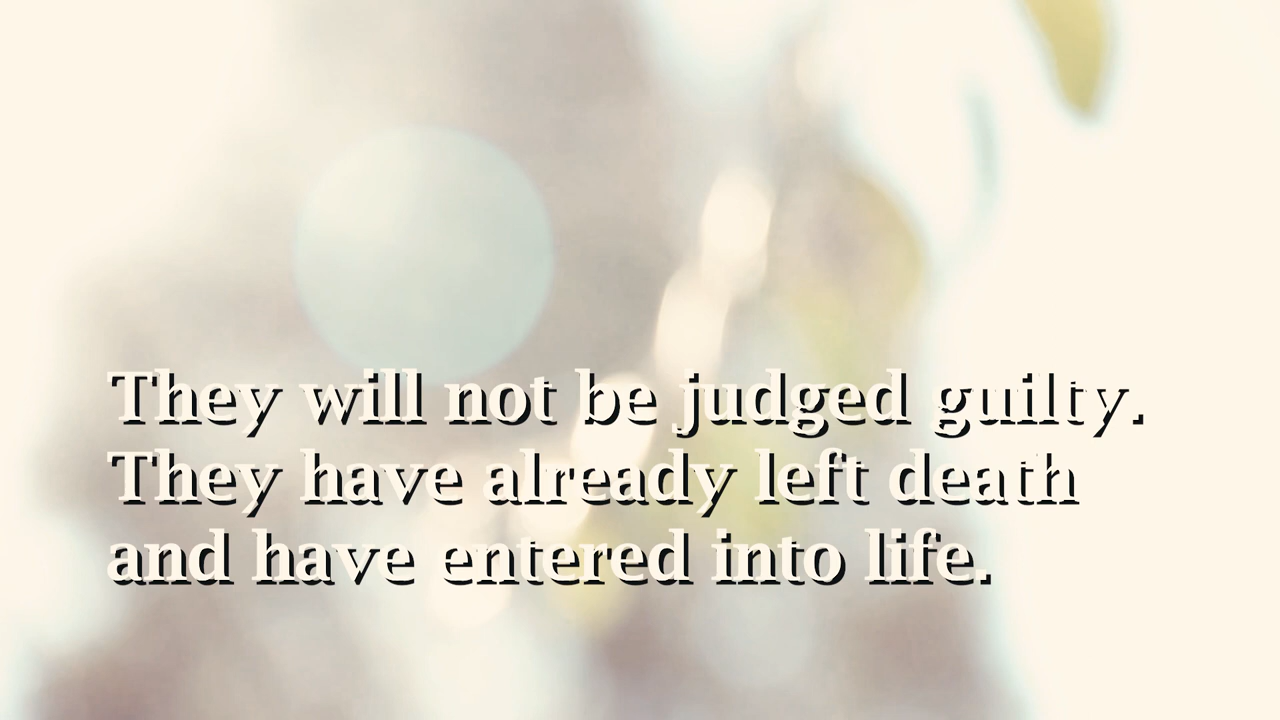 They will not be judged guilty.
They have already left death
and have entered into life.